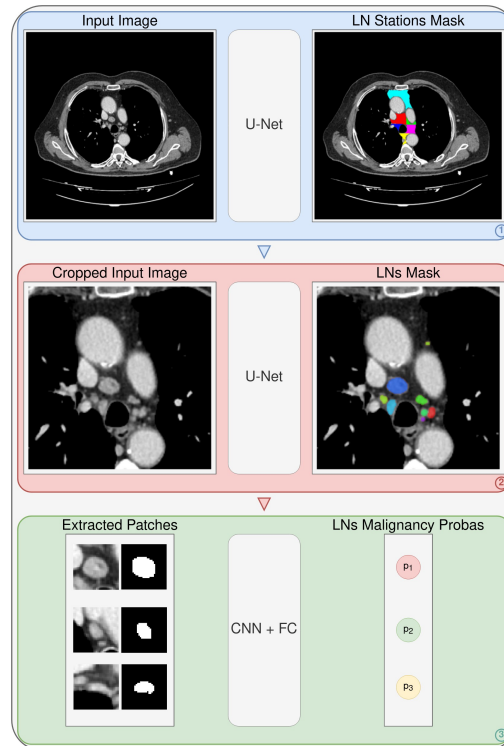 Input Image
LN Stations Mask
U-Net
1
Cropped Input Image
LNs Mask
U-Net
2
Extracted Patches
LNs Malignancy Probas
p1
CNN + FC
p2
p3
3